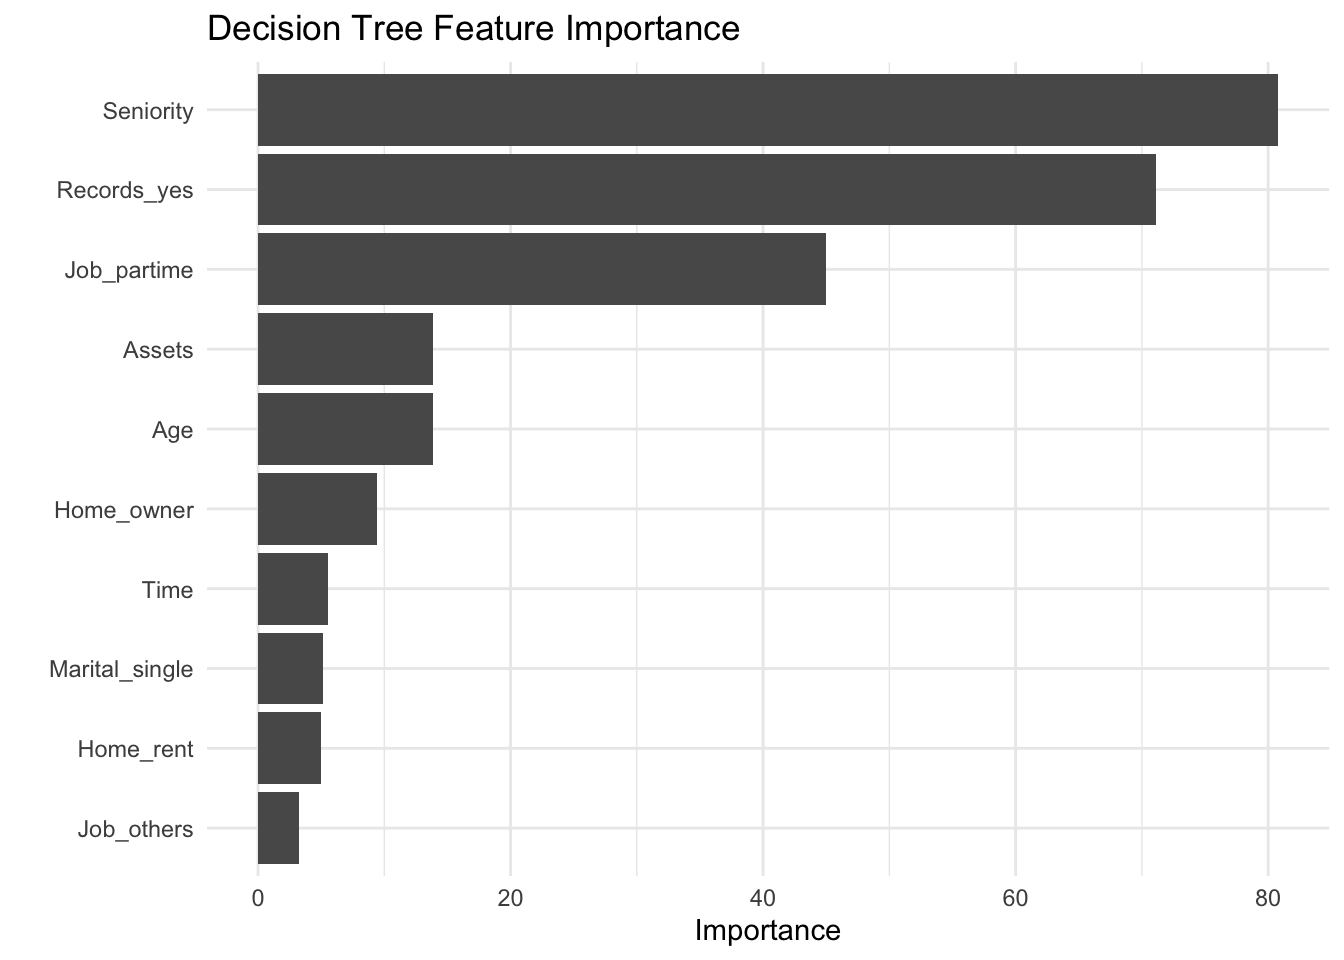 Decision Tree Feature Importance
Seniority
Records_yes
Job_partime
Assets
Age
Home_owner
Time
Marital_single
Home_rent
Job_others
0 20 40 60 80
Importance